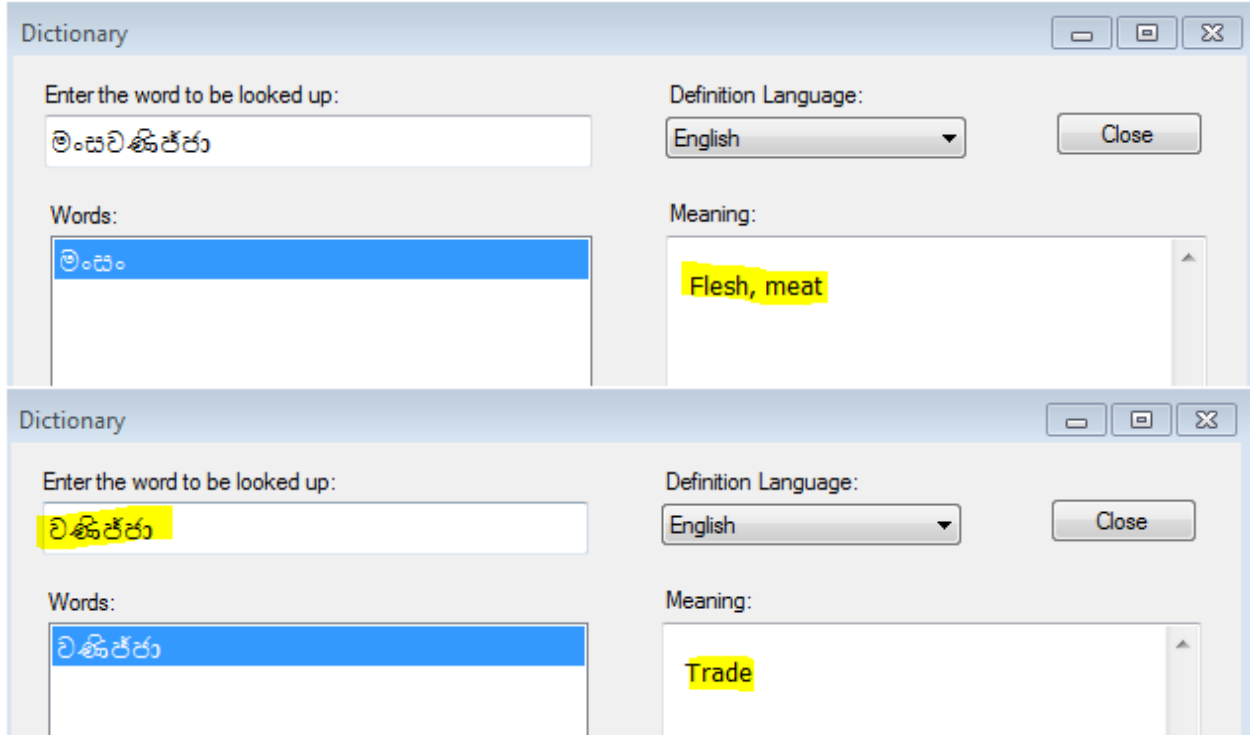 Dictionary
Enter the word to be looked up:
Definition Language:
මංසවණිජ්ජා
English
Close
Words:
Meaning:
මංසං
Flesh, meat
Dictionary
Enter the word to be looked up:
Definition Language:
වණිජ්ජා
English
Close
Words:
Meaning:
වණිජ්ජා
Trade